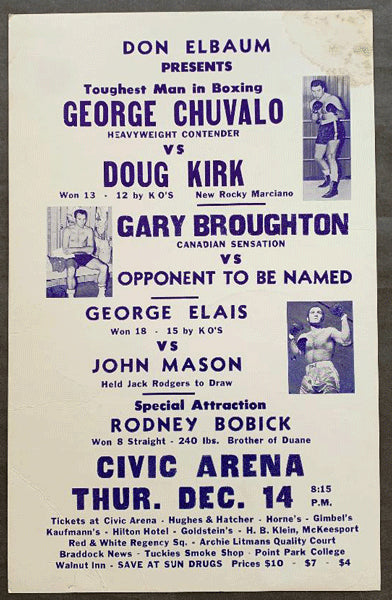 DON ELBAUM
PRESENTS
Toughest Man in Boxing
GEORGE CHUVALO
HEAVYWEIGHT CONTENDER
VS
DOUG KIRK
Won 13 - 12 by K O'S New Rocky Marciano
GARY BROUGHTON
CANADIAN SENSATION
VS
OPPONENT TO BE NAMED
GEORGE ELAIS
Won 18 - 15 by K O'S
VS
JOHN MASON
Held Jack Rodgers to Draw
Special Attraction
RODNEY BOBICK
Won 8 Straight - 240 lbs. Brother of Duane
CIVIC ARENA
THUR. DEC. 14 8:15 P.M.
Tickets at Civic Arena - Hughes & Hatcher - Horne's - Gimbel's
Kaufmann's - Hilton Hotel - Goldstein's - H. B. Klein, McKeesport
Red & White Regency Sq. - Archie Litmans Quality Court
Braddock News - Tuckies Smoke Shop - Point Park College
Walnut Inn - SAVE AT SUN DRUGS Prices $10 - $7 - $4